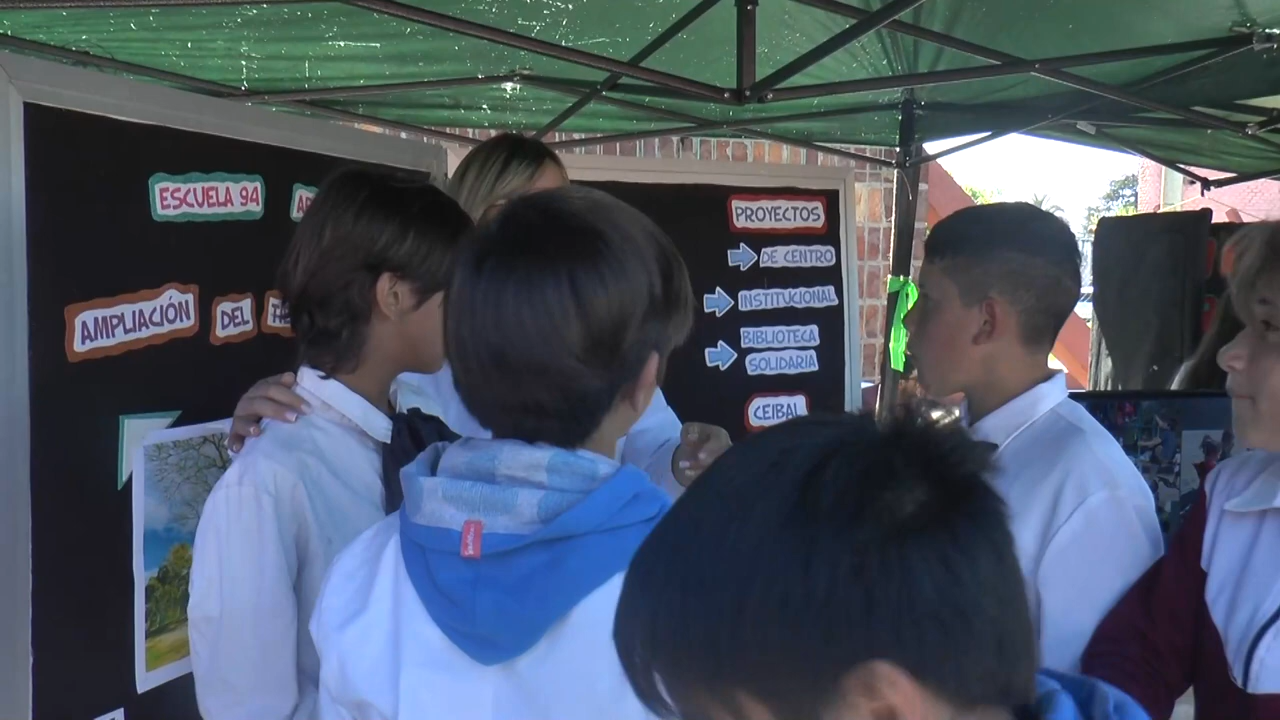 ESCUELA 94
AMPLIACIÓN DEL
PROYECTOS
DE CENTRO
INSTITUCIONAL
BIBLIOTECA
SOLIDARIA
CEIBAL